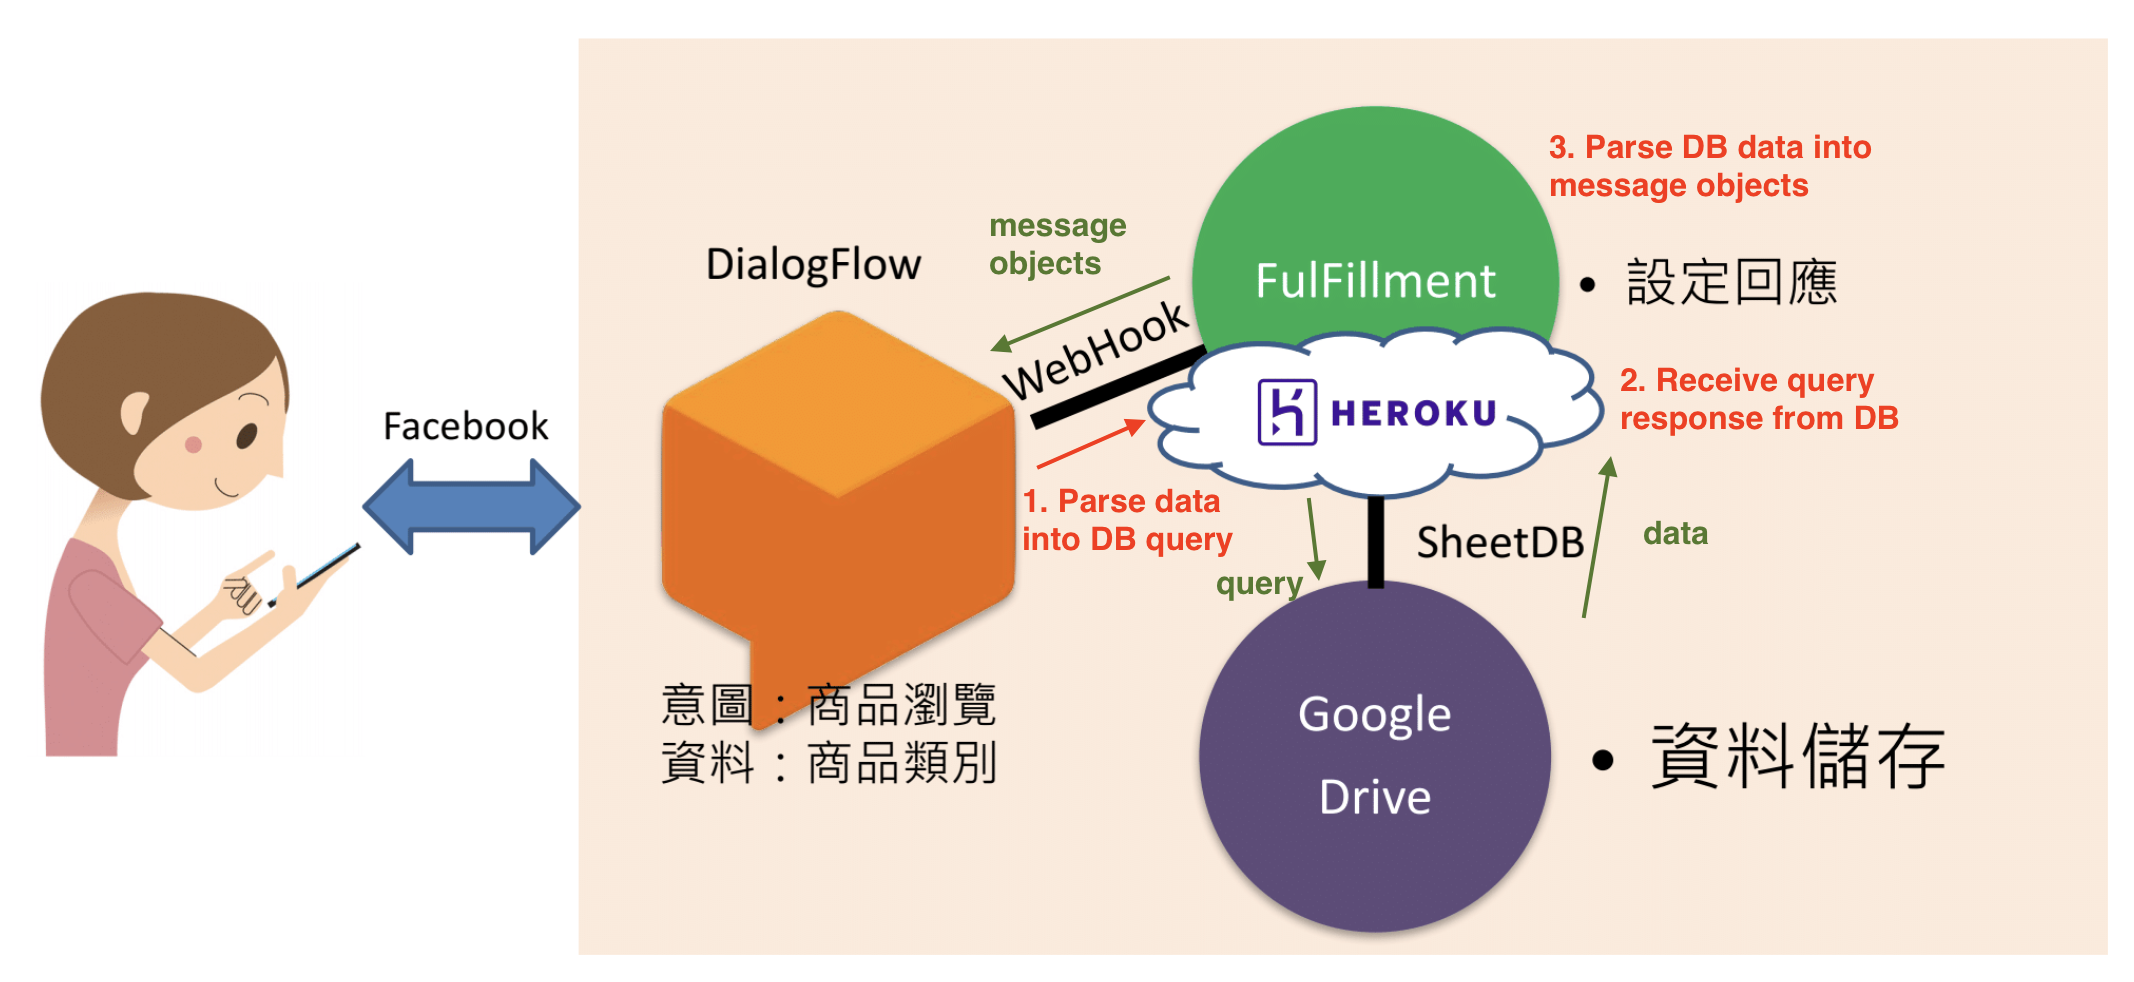 Facebook
DialogFlow
意圖：商品瀏覽
資料：商品類別
message
objects
WebHook
1. Parse data
into DB query
FulFillment
3. Parse DB data into
message objects
• 設定回應
HEROKU
2. Receive query
response from DB
query
SheetDB
data
Google
Drive
• 資料儲存